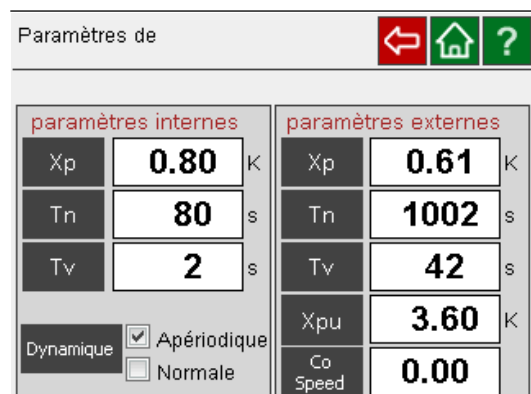 Paramètres de
?
paramètres internes
Xp 0.80 K
Tn 80 s
Tv 2 s
Dynamique
Apériodique
Normale
paramètres externes
Xp 0.61 K
Tn 1002 s
Tv 42 s
Xpu 3.60 K
Co
Speed
0.00